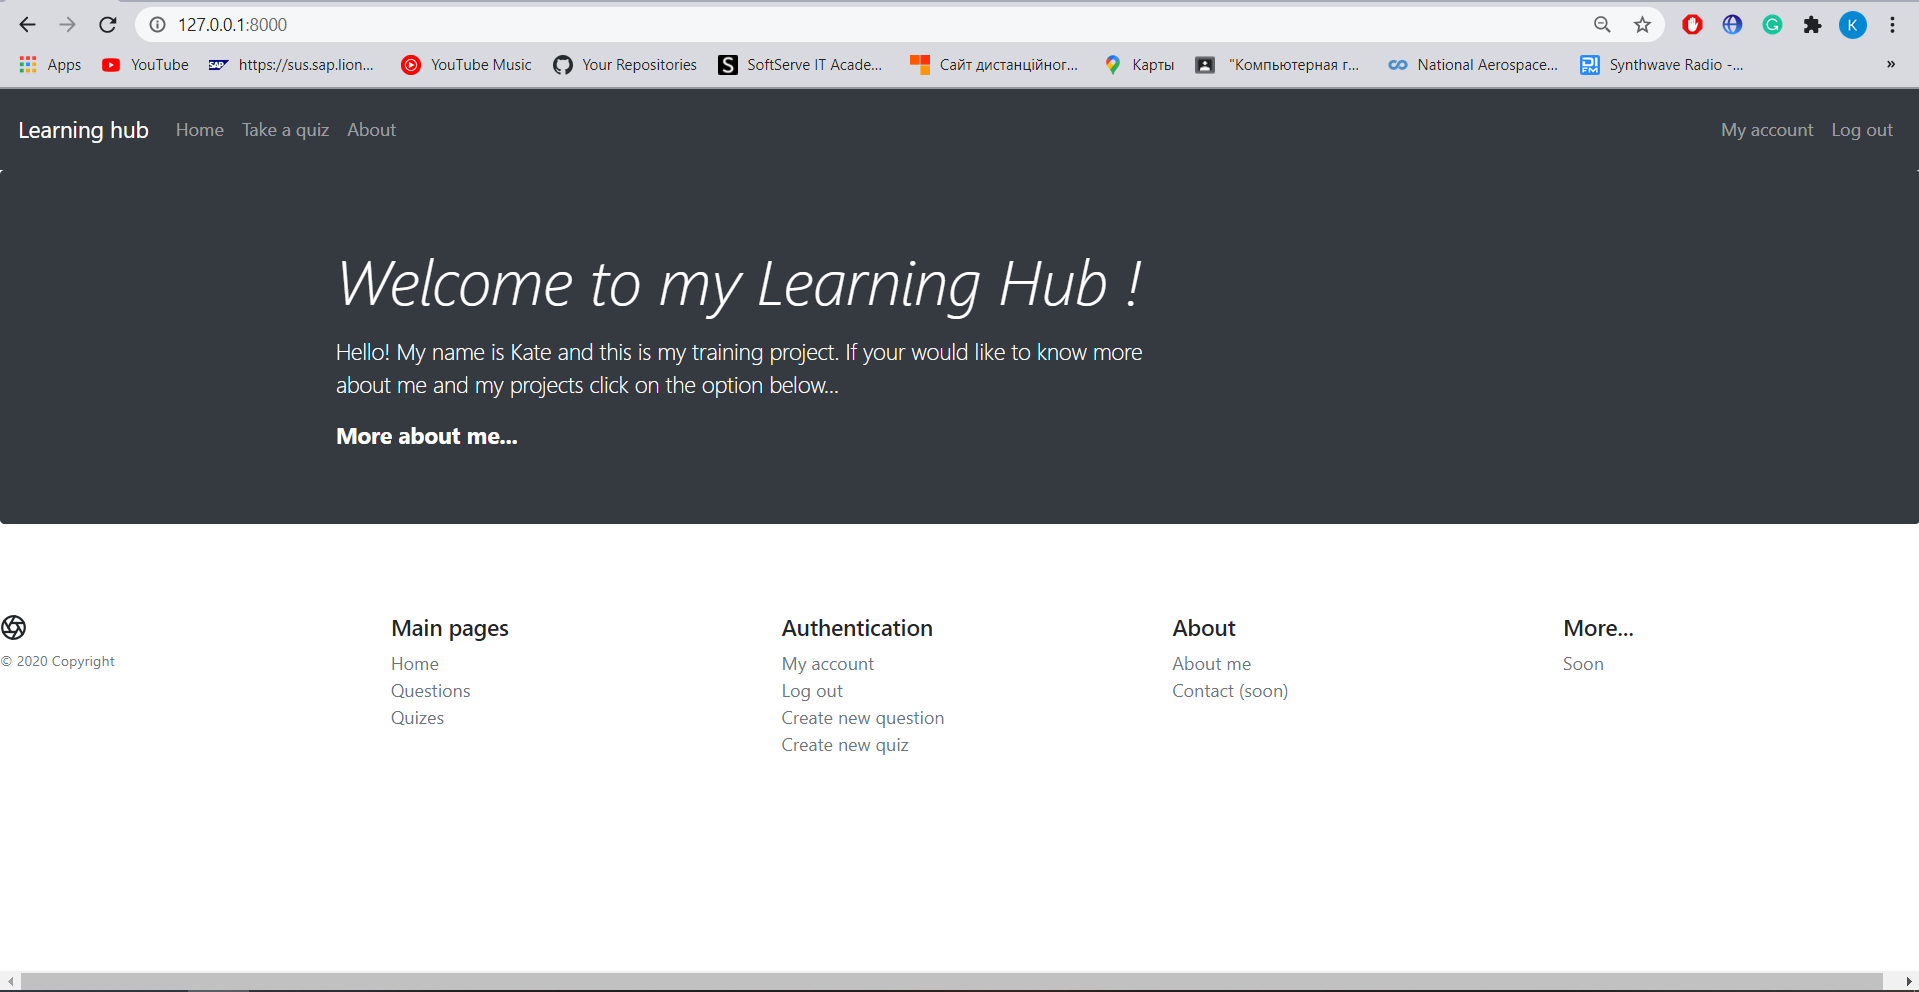 127.0.0.1:8000
K
Apps YouTube SAP https://sus.sap.lion... YouTube Music Your Repositories S SoftServe IT Acade... Сайт дистанційног... Карты "Компьютерная г... National Aerospace... DI FM Synthwave Radio -... »
Learning hub Home Take a quiz About My account Log out
Welcome to my Learning Hub !
Hello! My name is Kate and this is my training project. If your would like to know more
about me and my projects click on the option below...
More about me...
© 2020 Copyright
Main pages
Home
Questions
Quizes
Authentication
My account
Log out
Create new question
Create new quiz
About
About me
Contact (soon)
More...
Soon